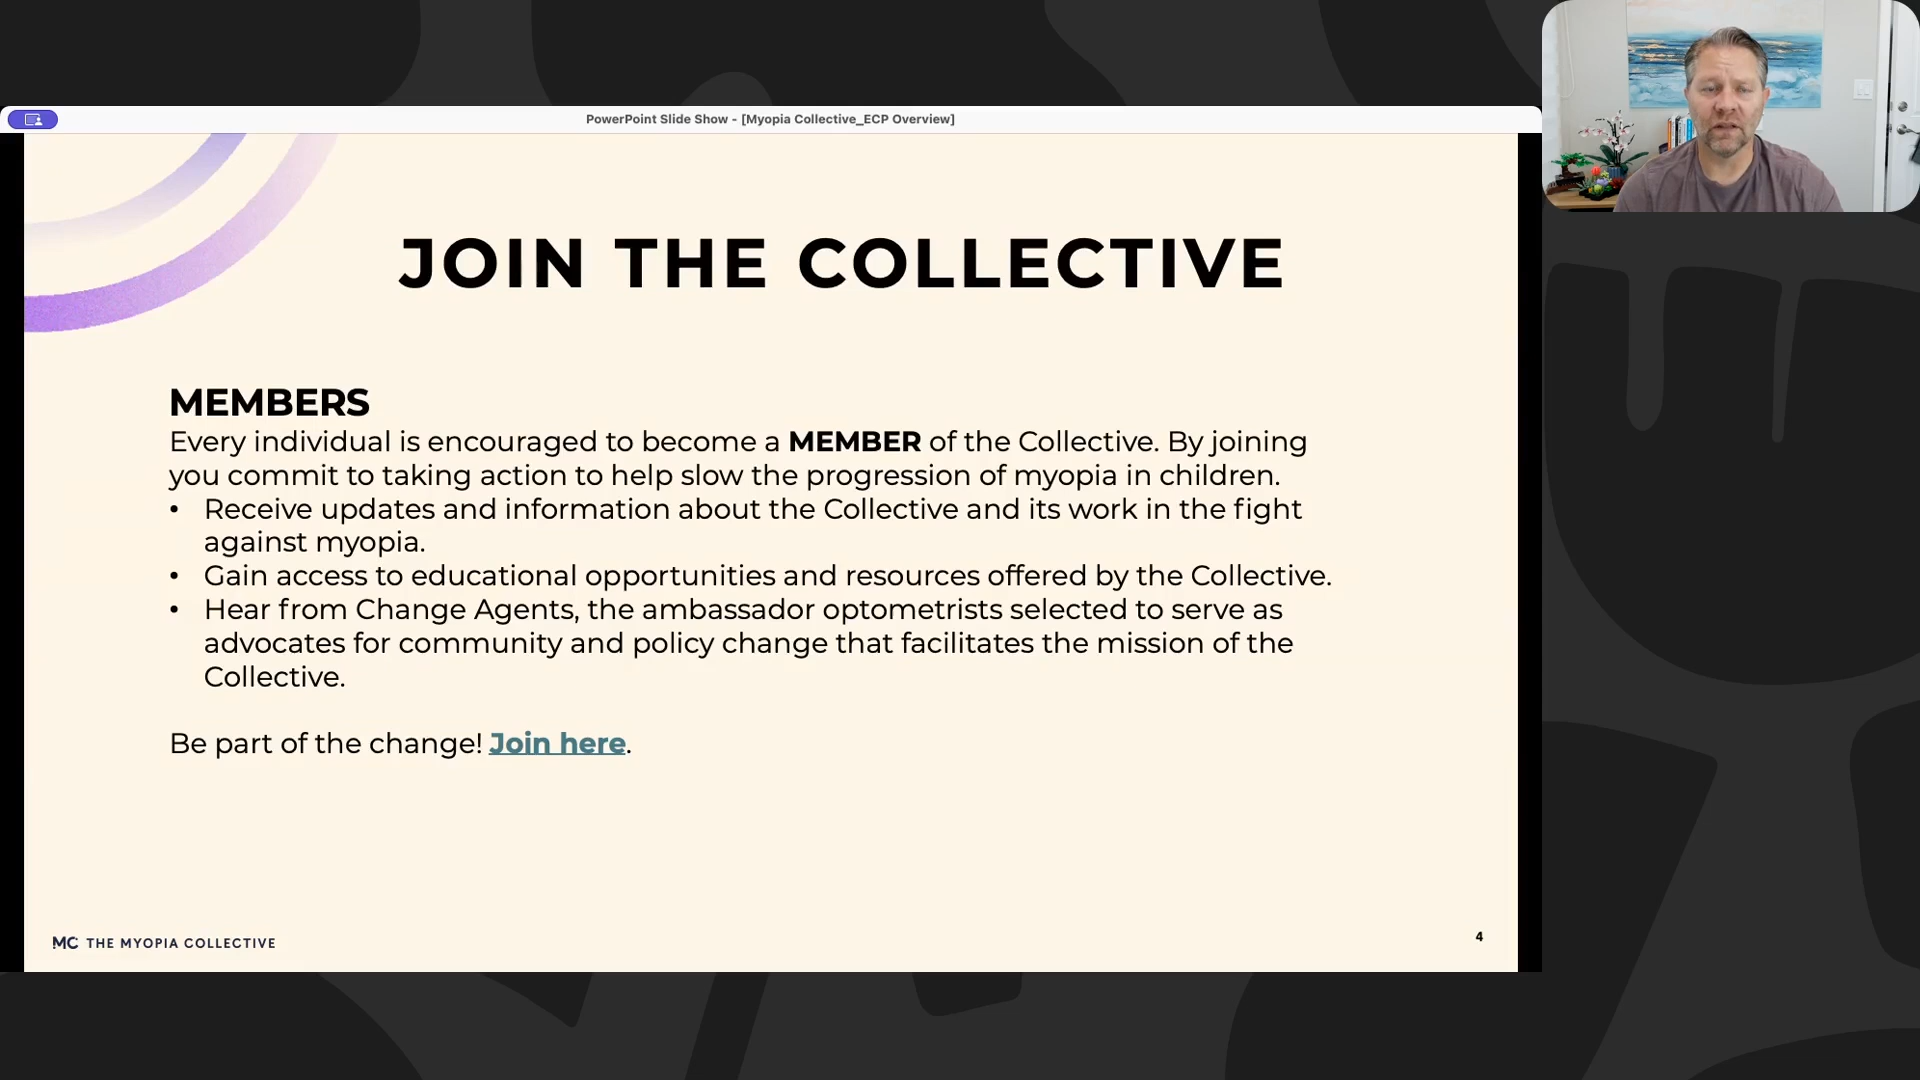 PowerPoint Slide Show - [Myopia Collective_ECP Overview]
JOIN THE COLLECTIVE
MEMBERS
Every individual is encouraged to become a MEMBER of the Collective. By joining
you commit to taking action to help slow the progression of myopia in children.
• Receive updates and information about the Collective and its work in the fight
against myopia.
• Gain access to educational opportunities and resources offered by the Collective.
• Hear from Change Agents, the ambassador optometrists selected to serve as
advocates for community and policy change that facilitates the mission of the
Collective.
Be part of the change! Join here.
MC THE MYOPIA COLLECTIVE
4